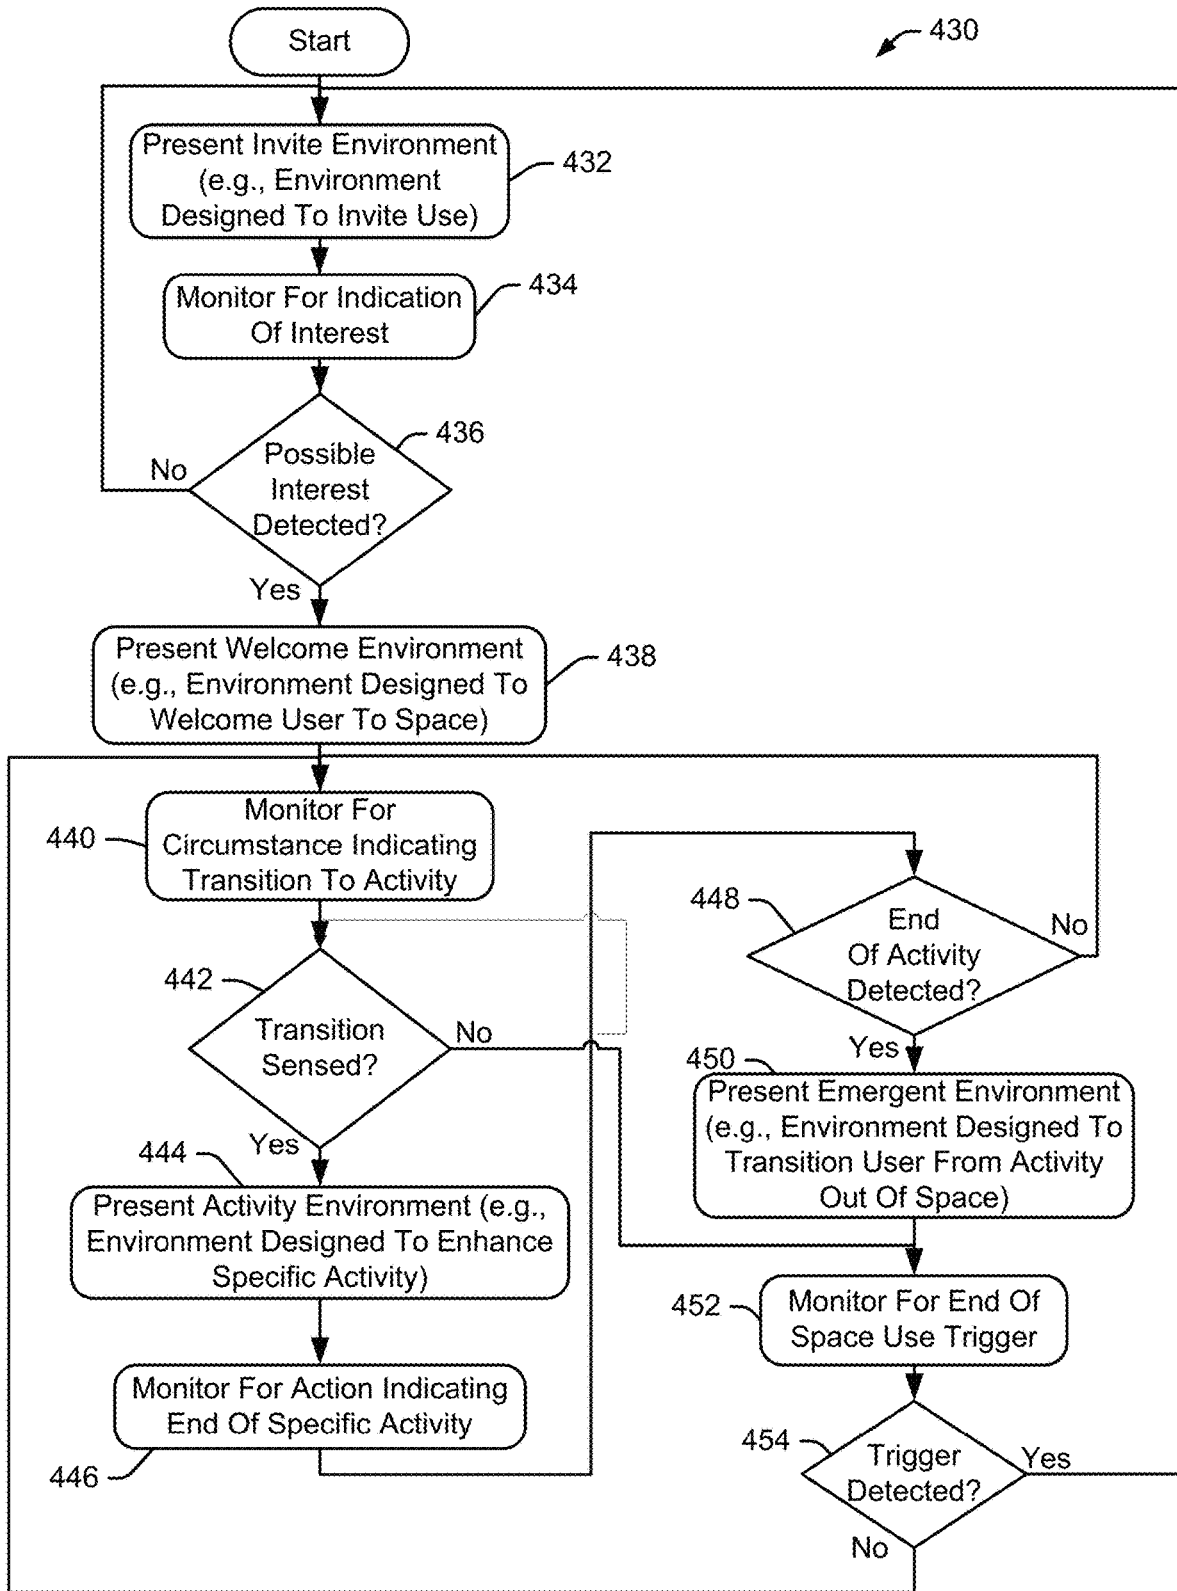 Start
430
Present Invite Environment
(e.g., Environment
Designed To Invite Use)
432
Monitor For Indication
Of Interest
434
Possible
Interest
Detected?
436
No
Yes
Present Welcome Environment
(e.g., Environment Designed To
Welcome User To Space)
438
Monitor For
Circumstance Indicating
Transition To Activity
440
Transition
Sensed?
442
No
Yes
444
Present Activity Environment (e.g.,
Environment Designed To Enhance
Specific Activity)
Monitor For Action Indicating
End Of Specific Activity
446
448
End
Of Activity
Detected?
No
Yes
450
Present Emergent Environment
(e.g., Environment Designed To
Transition User From Activity
Out Of Space)
452
Monitor For End Of
Space Use Trigger
454
Trigger
Detected?
Yes
No